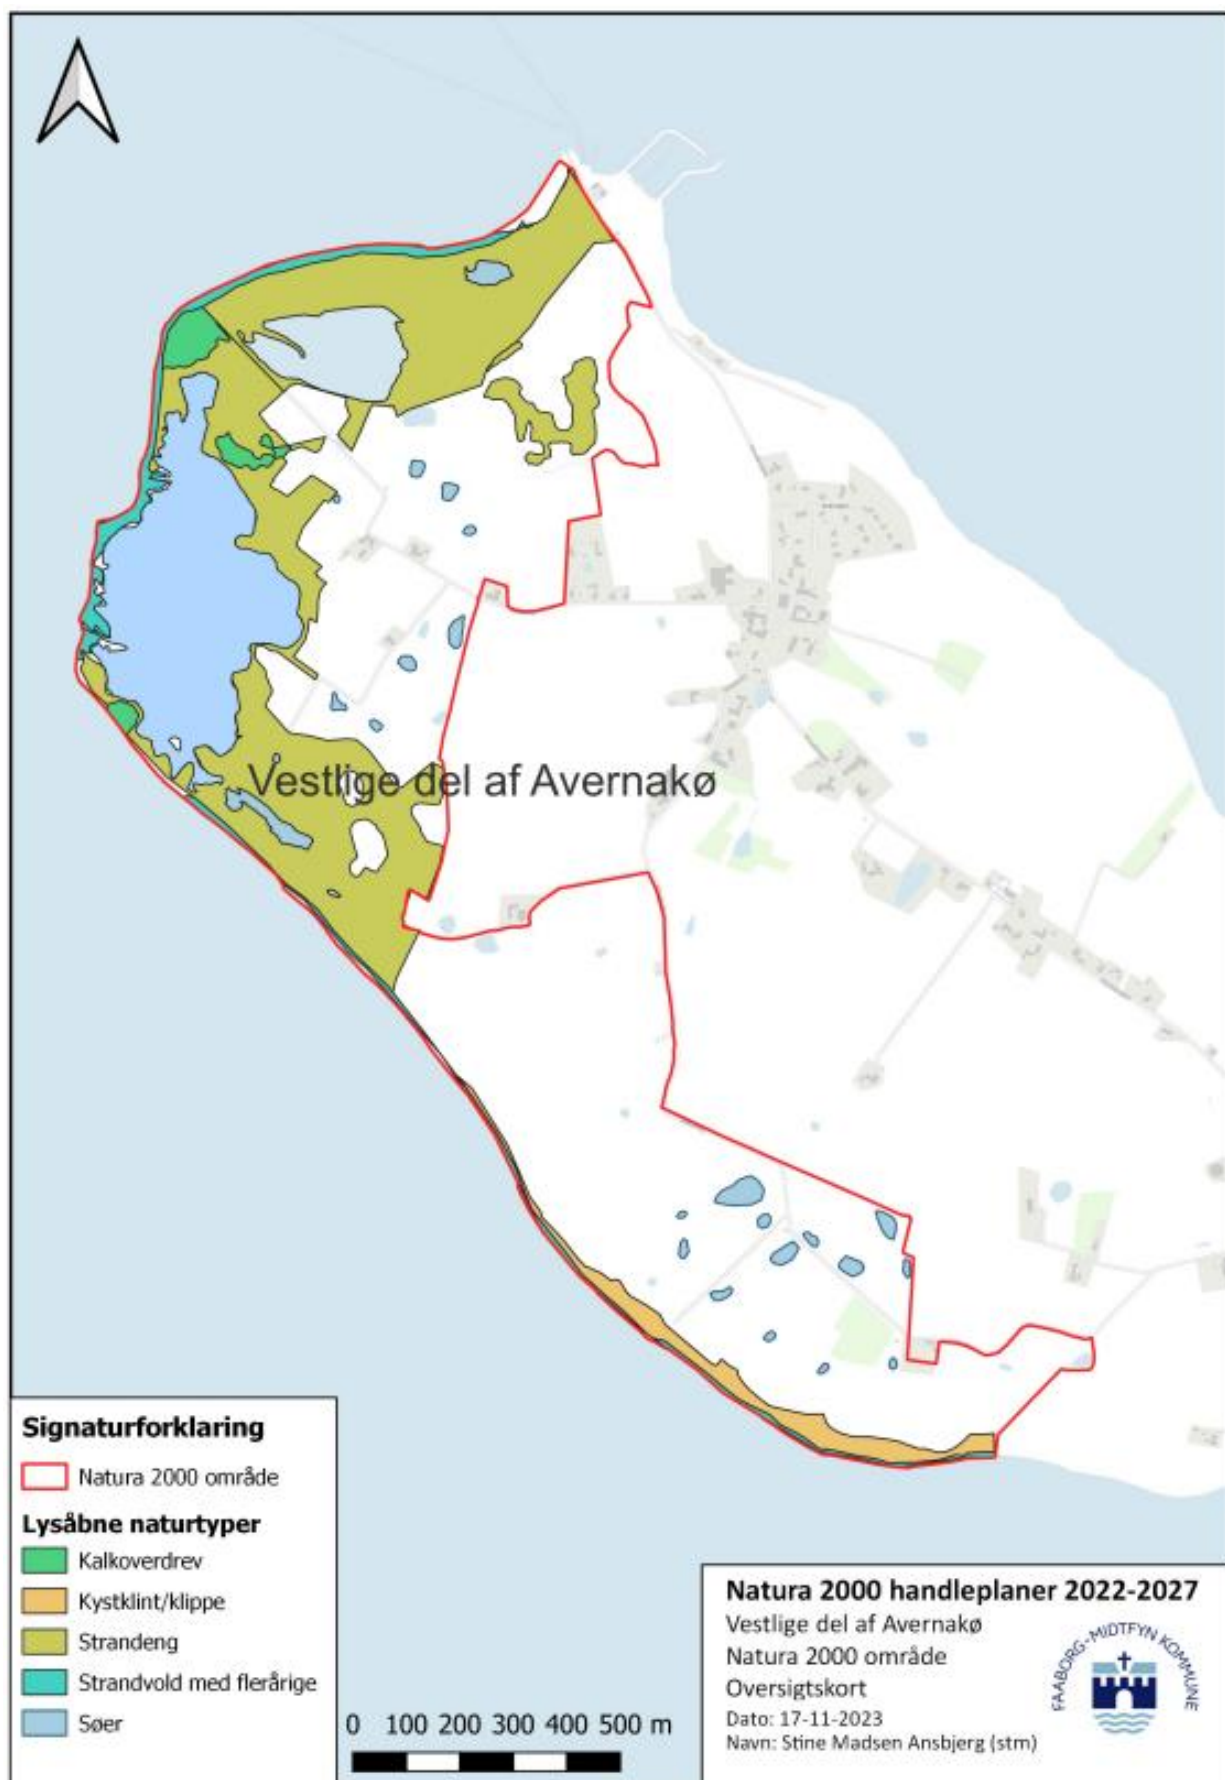 Vestlige del af Avernakø
Signaturforklaring
Natura 2000 område
Lysåbne naturtyper
Kalkoverdrev
Kystklint/klippe
Strandeng
Strandvold med flerårige
Søer
0 100 200 300 400 500 m
Natura 2000 handleplaner 2022-2027
Vestlige del af Avernakø
Natura 2000 område
Oversigtskort
Dato: 17-11-2023
Navn: Stine Madsen Ansbjerg (stm)
FAABORG-MIDTFYN KOMMUNE